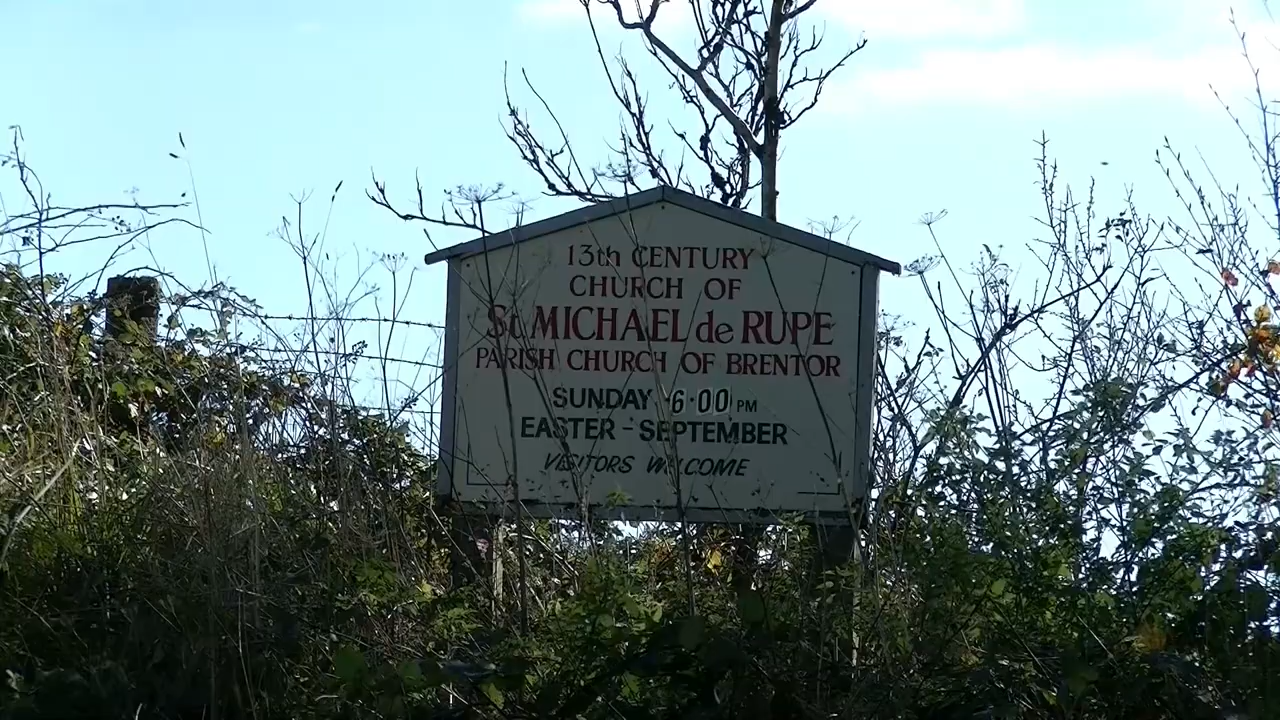 13th CENTURY
CHURCH OF
St MICHAEL de RUPE
PARISH CHURCH OF BRENTOR
SUNDAY 6·00 PM
EASTER - SEPTEMBER
VISITORS WELCOME